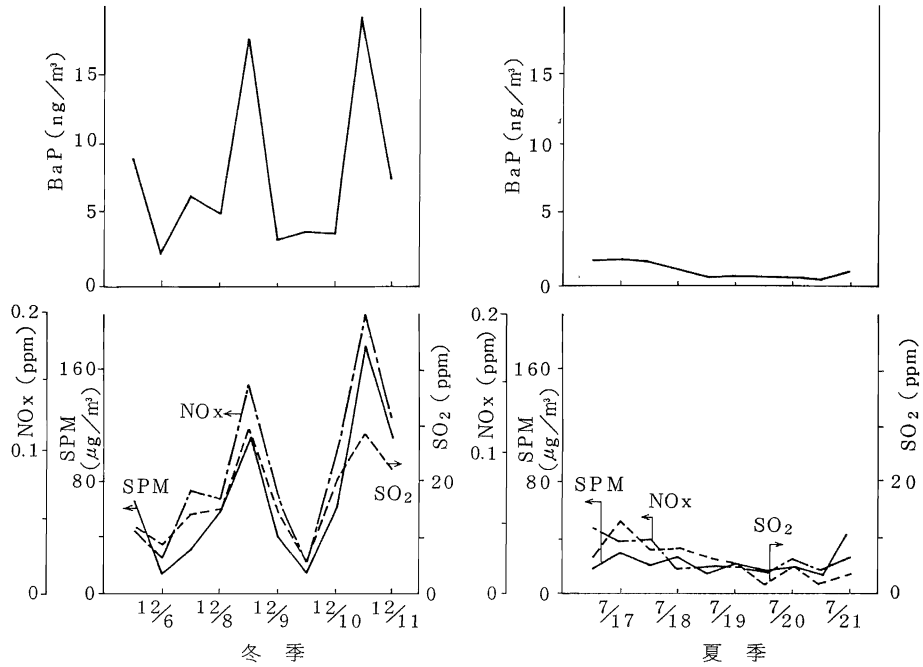 BaP (ng/m³)
15
10
5
0
BaP (ng/m³)
15
10
5
0
NOx (ppm)
0.2
0.1
0
SPM (μg/m³)
160
80
0
NOx
SPM
SO₂
SO₂ (ppm)
20
0
12/6
12/8
12/9
12/10
12/11
冬季
NOx (ppm)
0.2
0.1
0
SPM (μg/m³)
160
80
0
SPM
NOx
SO₂
SO₂ (ppm)
20
0
7/17
7/18
7/19
7/20
7/21
夏季